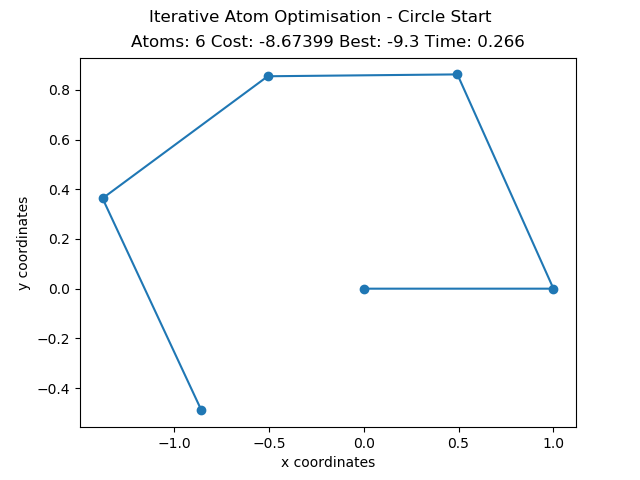 Iterative Atom Optimisation - Circle Start
Atoms: 6 Cost: -8.67399 Best: -9.3 Time: 0.266
0.8
0.6
0.4
0.2
0.0
−0.2
−0.4
y coordinates
−1.0 −0.5 0.0 0.5 1.0
x coordinates